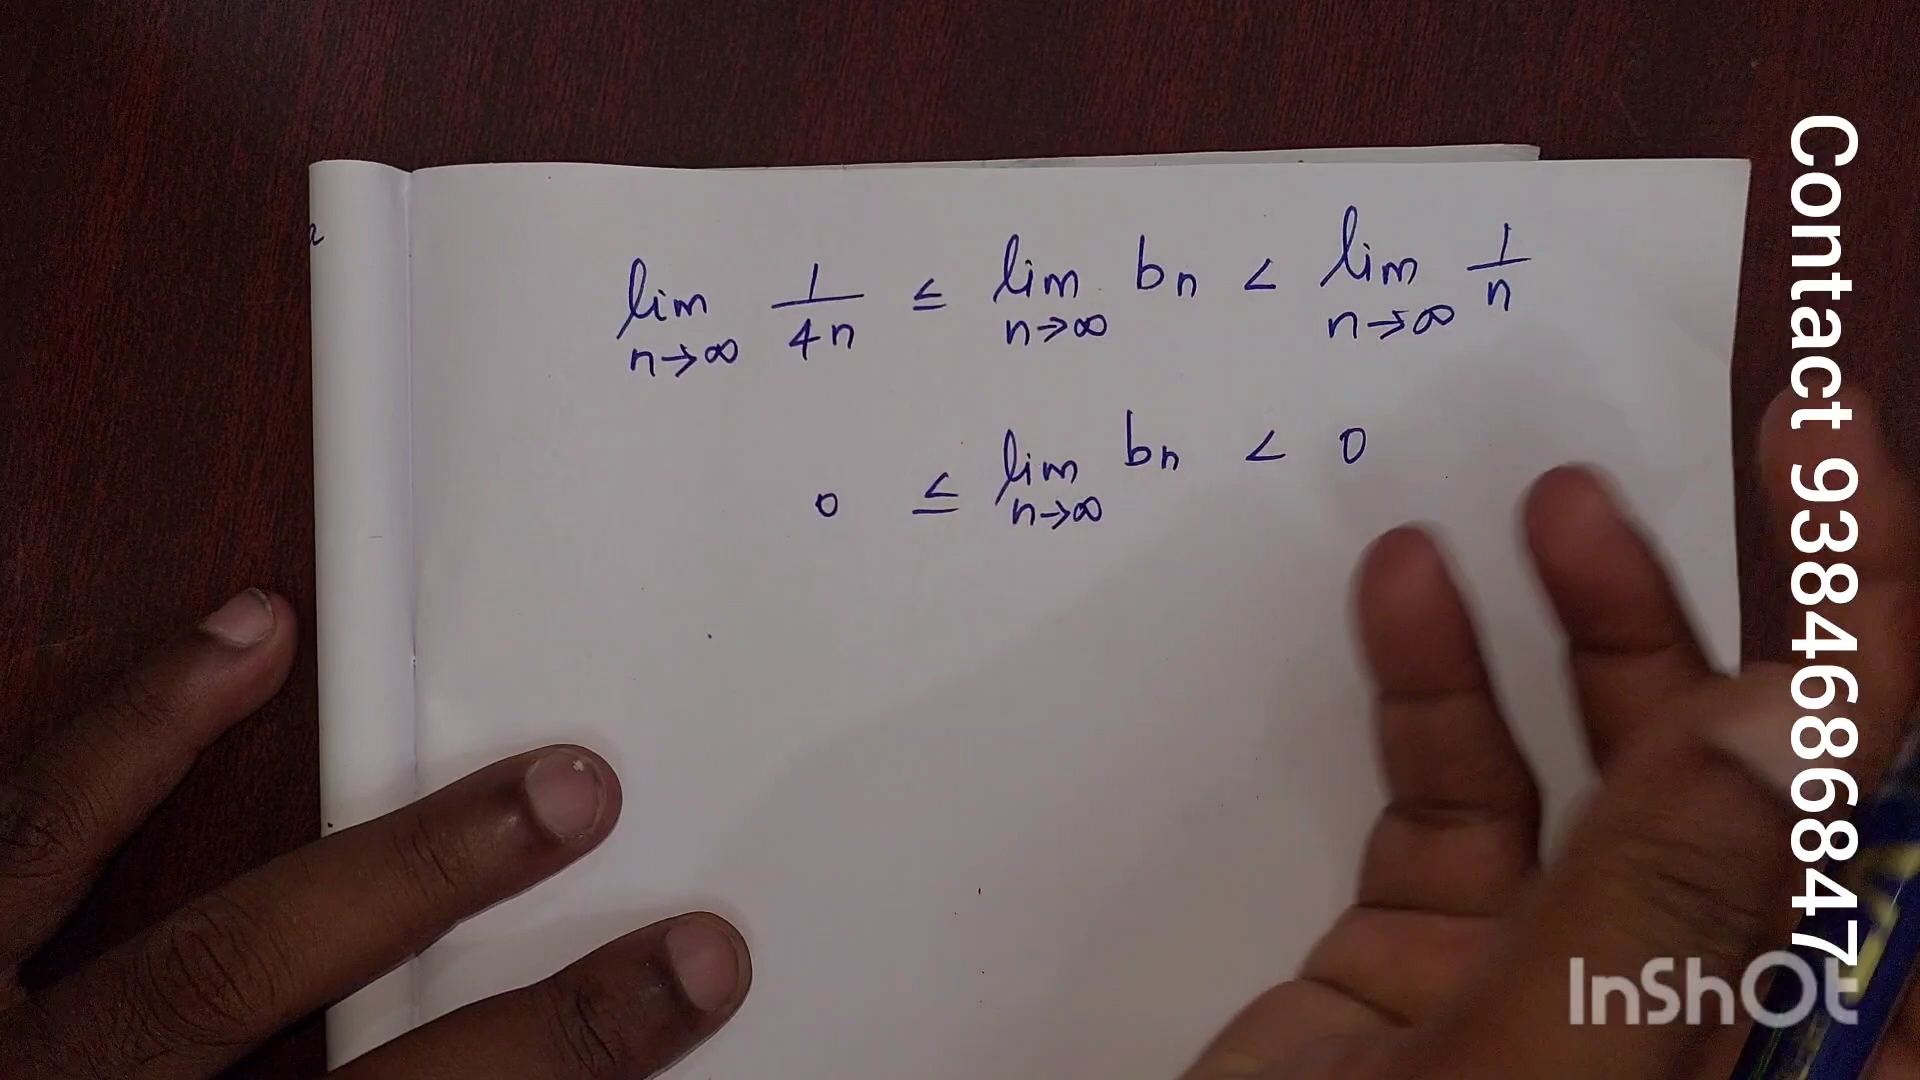 lim n→∞ 1/4n ≤ lim n→∞ bn < lim n→∞ 1/n
0 ≤ lim n→∞ bn < 0
Contact 9384686847
InShOt